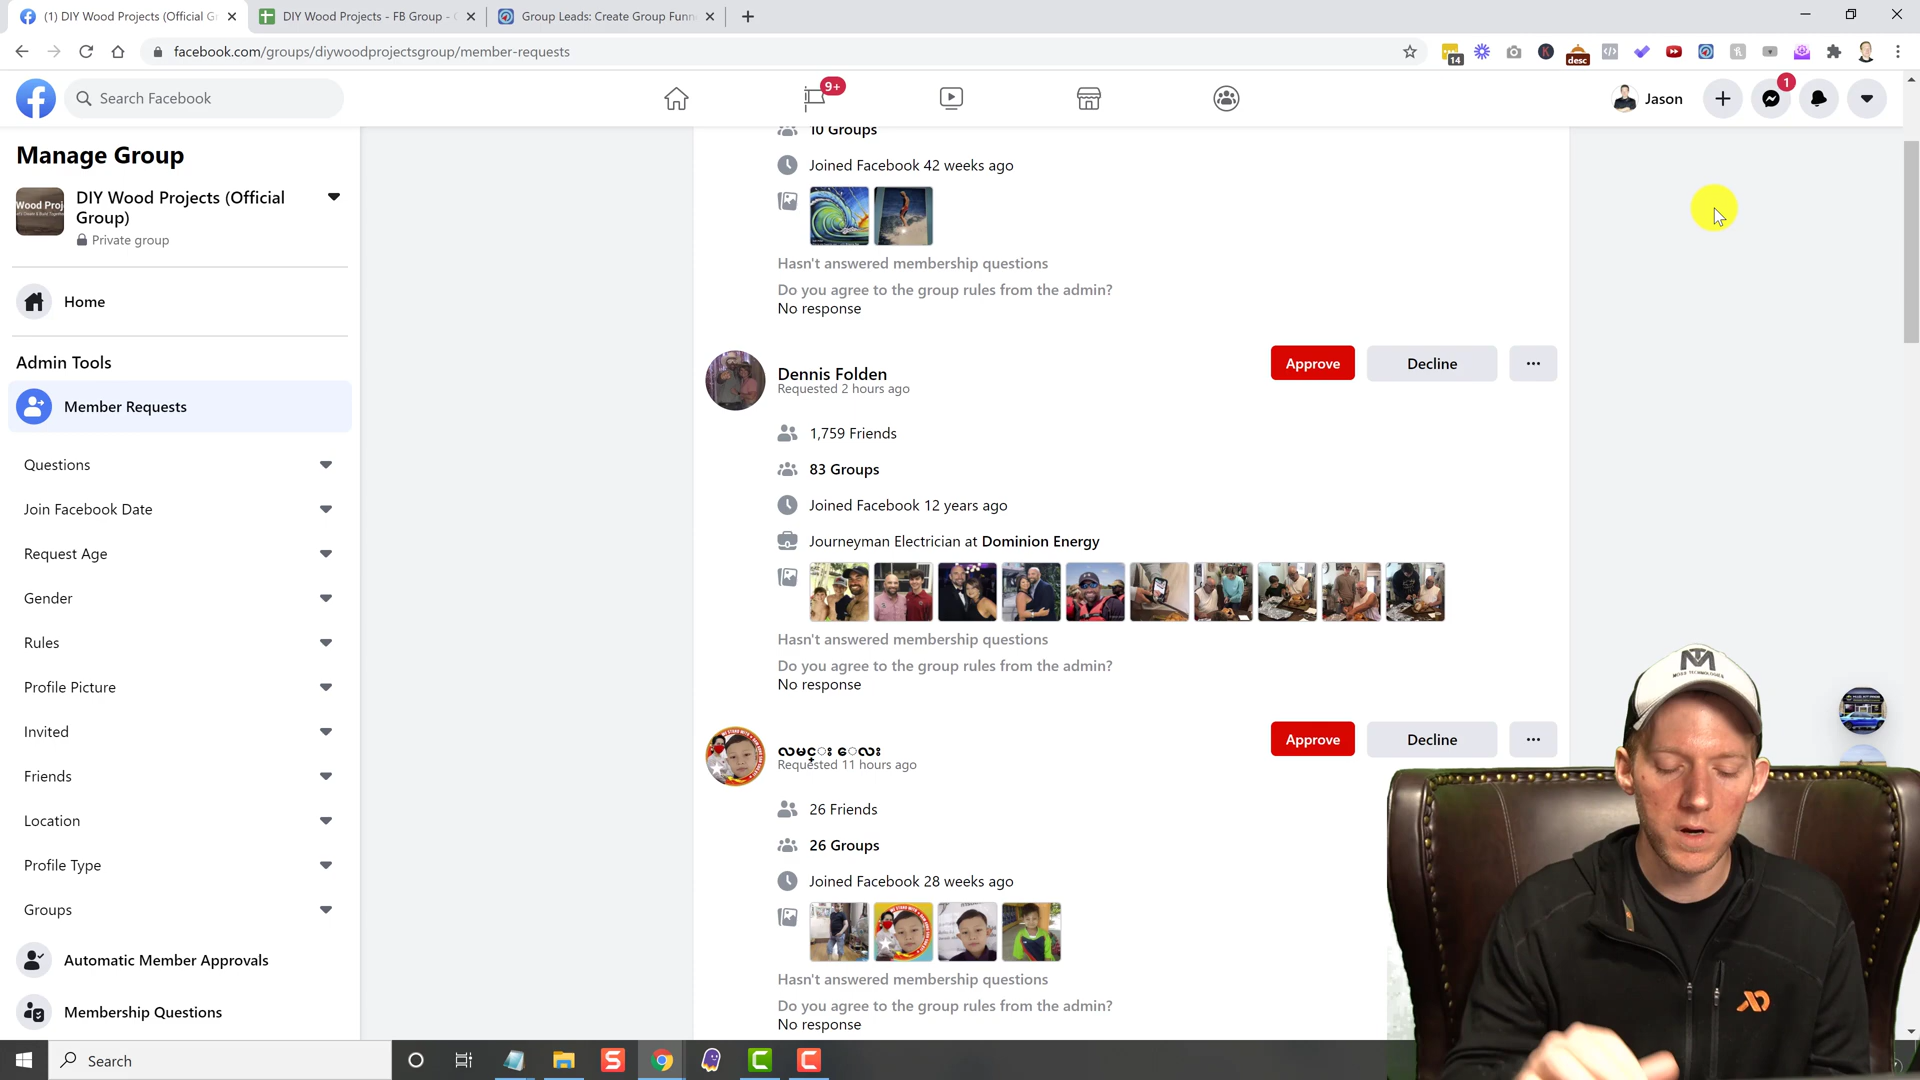 (1) DIY Wood Projects (Official Gr
DIY Wood Projects - FB Group - G
Group Leads: Create Group Funn
facebook.com/groups/diywoodprojectsgroup/member-requests
14
desc
Search Facebook
9+
Jason
1
Manage Group
DIY Wood Projects (Official
Group)
Private group
Home
Admin Tools
Member Requests
Questions
Join Facebook Date
Request Age
Gender
Rules
Profile Picture
Invited
Friends
Location
Profile Type
Groups
Automatic Member Approvals
Membership Questions
10 Groups
Joined Facebook 42 weeks ago
Hasn't answered membership questions
Do you agree to the group rules from the admin?
No response
Dennis Folden
Requested 2 hours ago
Approve
Decline
1,759 Friends
83 Groups
Joined Facebook 12 years ago
Journeyman Electrician at Dominion Energy
Hasn't answered membership questions
Do you agree to the group rules from the admin?
No response
Requested 11 hours ago
Approve
Decline
26 Friends
26 Groups
Joined Facebook 28 weeks ago
Hasn't answered membership questions
Do you agree to the group rules from the admin?
No response
Search